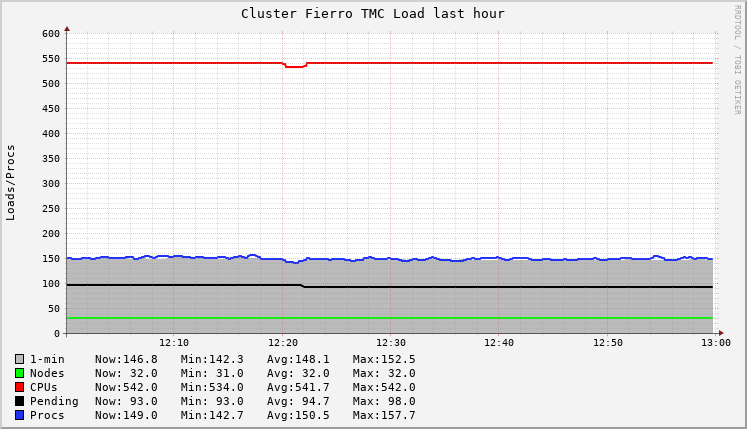 Cluster Fierro TMC Load last hour
RRDTOOL / TOBI OETIKER
Loads/Procs
600
550
500
450
400
350
300
250
200
150
100
50
0
12:10 12:20 12:30 12:40 12:50 13:00
1-min Now:146.8 Min:142.3 Avg:148.1 Max:152.5
Nodes Now: 32.0 Min: 31.0 Avg: 32.0 Max: 32.0
CPUs Now:542.0 Min:534.0 Avg:541.7 Max:542.0
Pending Now: 93.0 Min: 93.0 Avg: 94.7 Max: 98.0
Procs Now:149.0 Min:142.7 Avg:150.5 Max:157.7